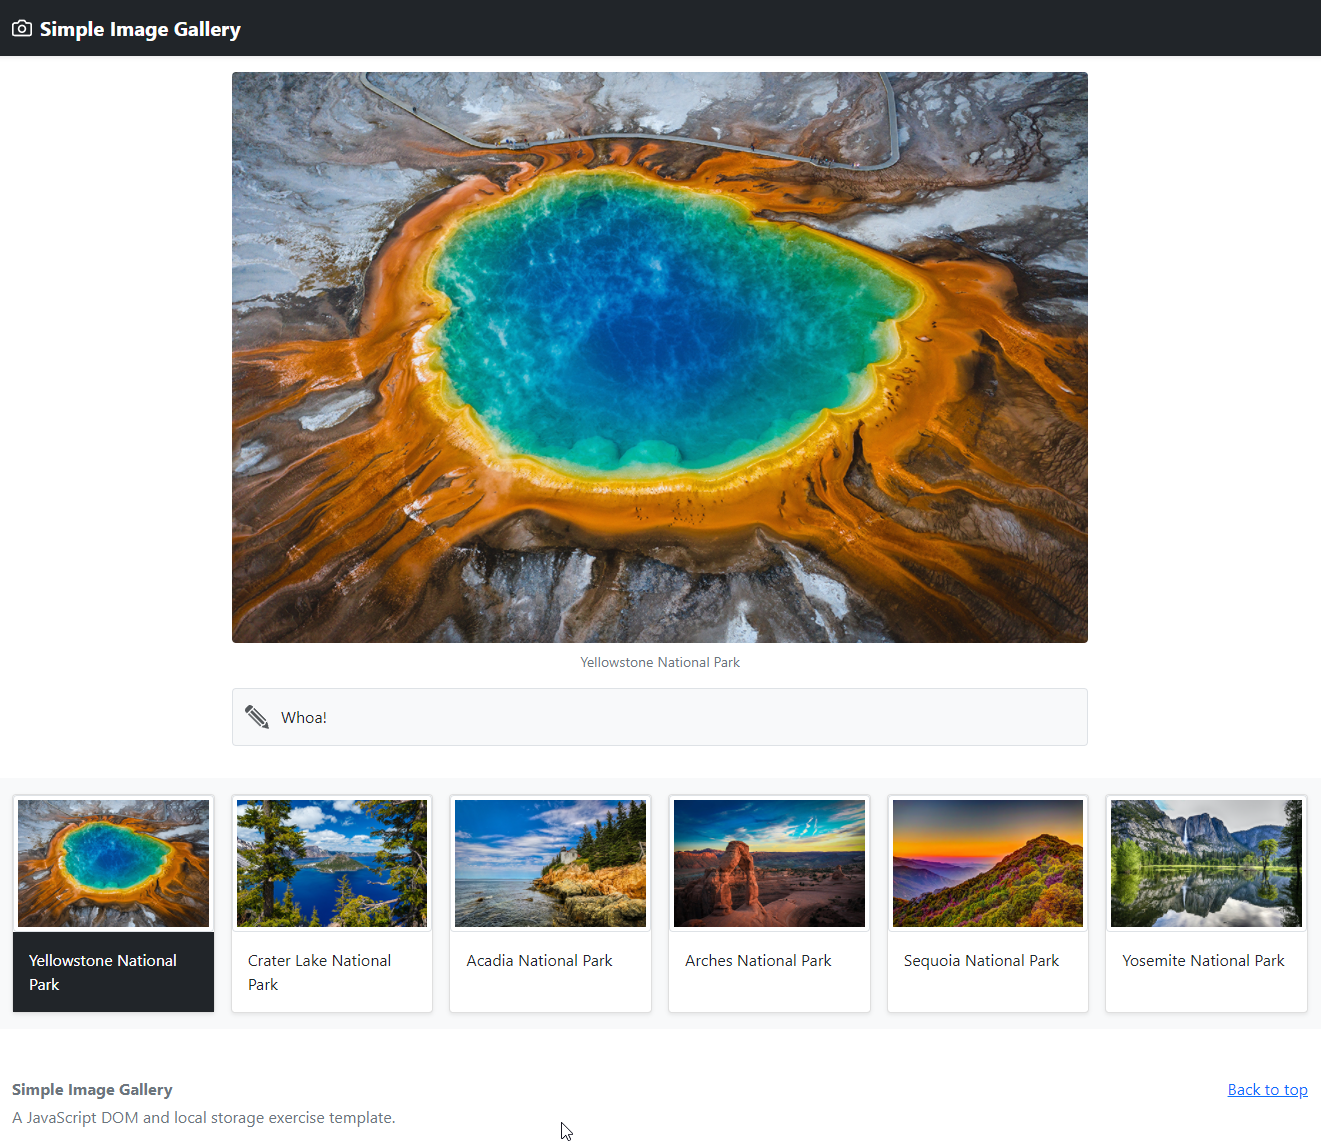 Simple Image Gallery
Yellowstone National Park
Whoa!
Yellowstone National
Park
Crater Lake National
Park
Acadia National Park
Arches National Park
Sequoia National Park
Yosemite National Park
Simple Image Gallery
Back to top
A JavaScript DOM and local storage exercise template.